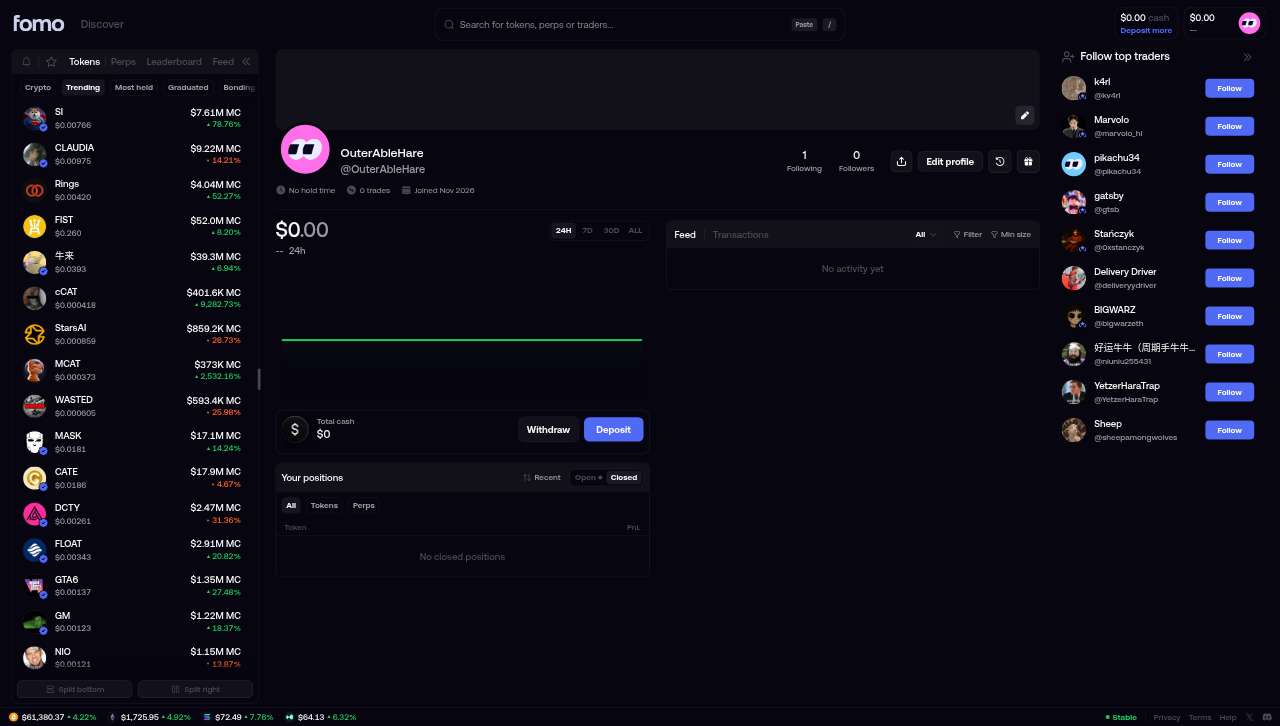 fomo Discover
Search for tokens, perps or traders... Paste /
$0.00 cash
Deposit more
$0.00
—
Tokens Perps Leaderboard Feed
Crypto Trending Most held Graduated Bonding
SI $7.61M MC
$0.00766 78.76%
CLAUDIA $9.22M MC
$0.00975 14.21%
Rings $4.04M MC
$0.00420 52.27%
FIST $52.0M MC
$0.260 8.20%
牛来 $39.3M MC
$0.0393 6.94%
cCAT $401.6K MC
$0.000418 9,282.73%
StarsAI $859.2K MC
$0.000859 26.73%
MCAT $373K MC
$0.000373 2,532.16%
WASTED $593.4K MC
$0.000605 25.98%
MASK $17.1M MC
$0.0181 14.24%
CATE $17.9M MC
$0.0186 4.67%
DCTY $2.47M MC
$0.00261 31.36%
FLOAT $2.91M MC
$0.00343 20.82%
GTA6 $1.35M MC
$0.00137 27.48%
GM $1.22M MC
$0.00123 18.37%
NIO $1.15M MC
$0.00121 13.87%
Split bottom Split right
OuterAbleHare
@OuterAbleHare
1 Following
0 Followers
Edit profile
No hold time 0 trades Joined Nov 2026
$0.00
-- 24h
24H 7D 30D ALL
Total cash
$0
Withdraw Deposit
Your positions Recent Open Closed
All Tokens Perps
Token PnL
No closed positions
Feed Transactions All Filter Min size
No activity yet
Follow top traders
k4rl
@kv4rl
Follow
Marvolo
@marvolo_hl
Follow
pikachu34
@pikachu34
Follow
gatsby
@gtsb
Follow
Stańczyk
@0xstanczyk
Follow
Delivery Driver
@deliveryydriver
Follow
BIGWARZ
@bigwarzeth
Follow
好运牛牛（周期手牛牛...
@niuniu255431
Follow
YetzerHaraTrap
@YetzerHaraTrap
Follow
Sheep
@sheepamongwolves
Follow
$61,380.37 4.22% $1,725.95 4.92% $72.49 7.76% $64.13 6.32%
Stable Privacy Terms Help